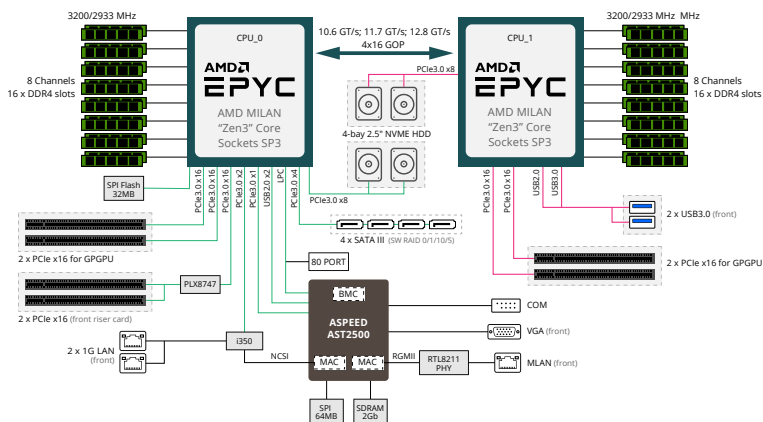 3200/2933 MHz
CPU_0
AMD
EPYC
AMD MILAN
“Zen3” Core
Sockets SP3
8 Channels
16 x DDR4 slots
10.6 GT/s; 11.7 GT/s; 12.8 GT/s
4x16 GOP
PCIe3.0 x8
4-bay 2.5" NVME HDD
PCIe3.0 x8
3200/2933 MHz MHz
CPU_1
AMD
EPYC
AMD MILAN
“Zen3” Core
Sockets SP3
8 Channels
16 x DDR4 slots
SPI Flash
32MB
PCIe3.0 x16
PCIe3.0 x16
PCIe3.0 x16
PCIe3.0 x2
PCIe3.0 x1
USB2.0 x2
LPC
PCIe3.0 x4
PCIe3.0 x16
PCIe3.0 x16
USB2.0
USB3.0
2 x USB3.0 (front)
4 x SATA III (SW RAID 0/1/10/5)
2 x PCIe x16 for GPGPU
80 PORT
2 x PCIe x16 for GPGPU
PLX8747
2 x PCIe x16 (front riser card)
BMC
ASPEED
AST2500
COM
VGA (front)
2 x 1G LAN
(front)
i350
NCSI
MAC
MAC
RGMII
RTL8211
PHY
MLAN (front)
SPI
64MB
SDRAM
2Gb